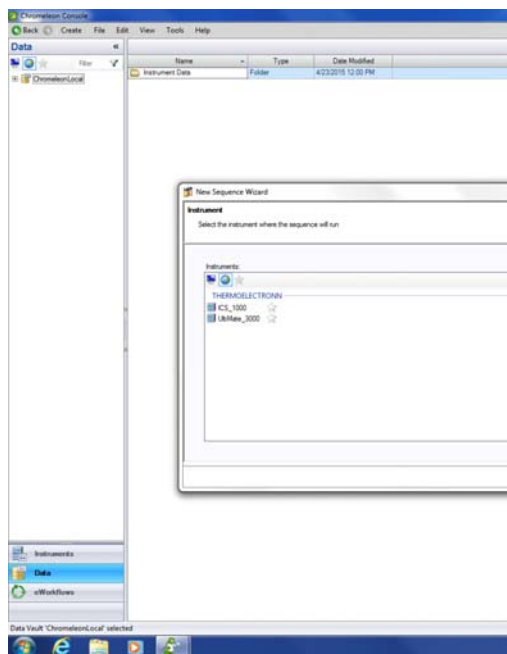 Chromeleon Console
Back Create File Edit View Tools Help
Data
Filter
Name Type Date Modified
ChromeleonLocal
Instrument Data Folder 4/23/2015 12:00 PM
New Sequence Wizard
Instrument
Select the instrument where the sequence will run
Instruments:
THERMOELECTRONN
ICS_1000
UltiMate_3000
Instruments
Data
eWorkflows
Data Vault 'ChromeleonLocal' selected